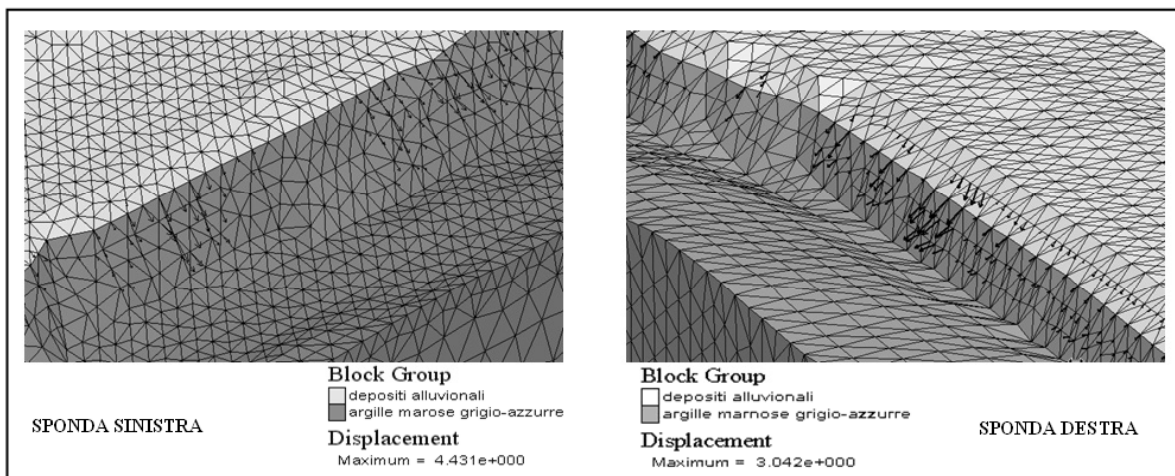 Block Group
depositi alluvionali
argille marose grigio-azzurre
Displacement
Maximum = 4.431e+000
SPONDA SINISTRA
Block Group
depositi alluvionali
argille marnose grigio-azzurre
Displacement
Maximum = 3.042e+000
SPONDA DESTRA